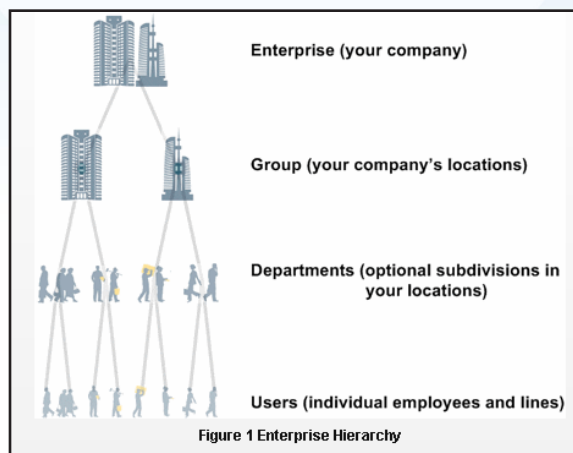 Enterprise (your company)
Group (your company's locations)
Departments (optional subdivisions in
your locations)
Users (individual employees and lines)
Figure 1 Enterprise Hierarchy